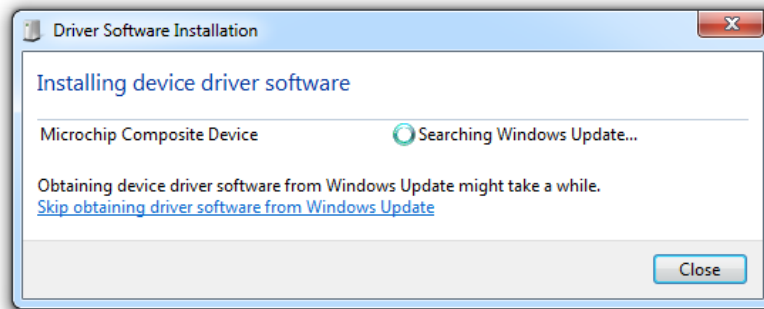 Driver Software Installation
Installing device driver software
Microchip Composite Device Searching Windows Update...
Obtaining device driver software from Windows Update might take a while.
Skip obtaining driver software from Windows Update
Close